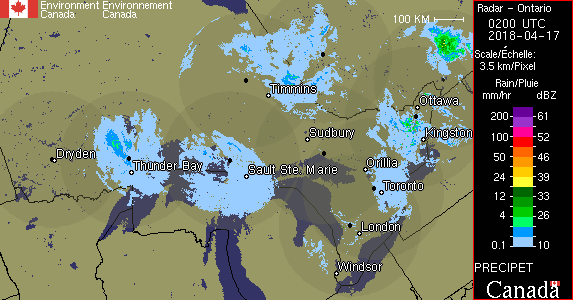 Environment Environnement
Canada Canada
100 KM
Radar - Ontario
0200 UTC
2018-04-17
Scale/Échelle:
3.5 km/Pixel
Rain/Pluie
mm/hr dBZ
200 61
100 52
50 46
24 39
12 33
4 26
0.1 10
PRECIPET
Canada
Timmins
Ottawa
Sudbury
Kingston
Dryden
Thunder Bay
Sault Ste. Marie
Orillia
Toronto
London
Windsor